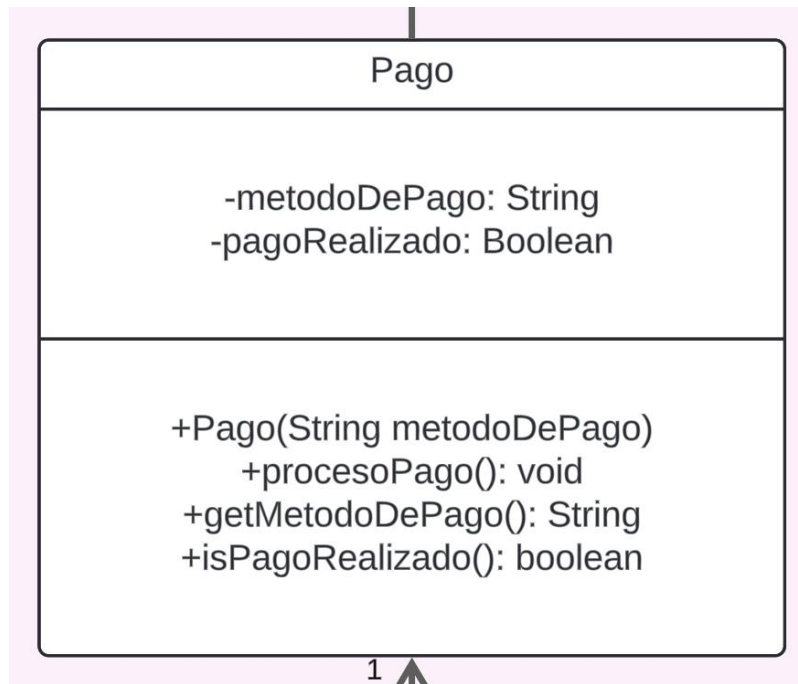 Pago
-metodoDePago: String
-pagoRealizado: Boolean
+Pago(String metodoDePago)
+procesoPago(): void
+getMetodoDePago(): String
+isPagoRealizado(): boolean
1